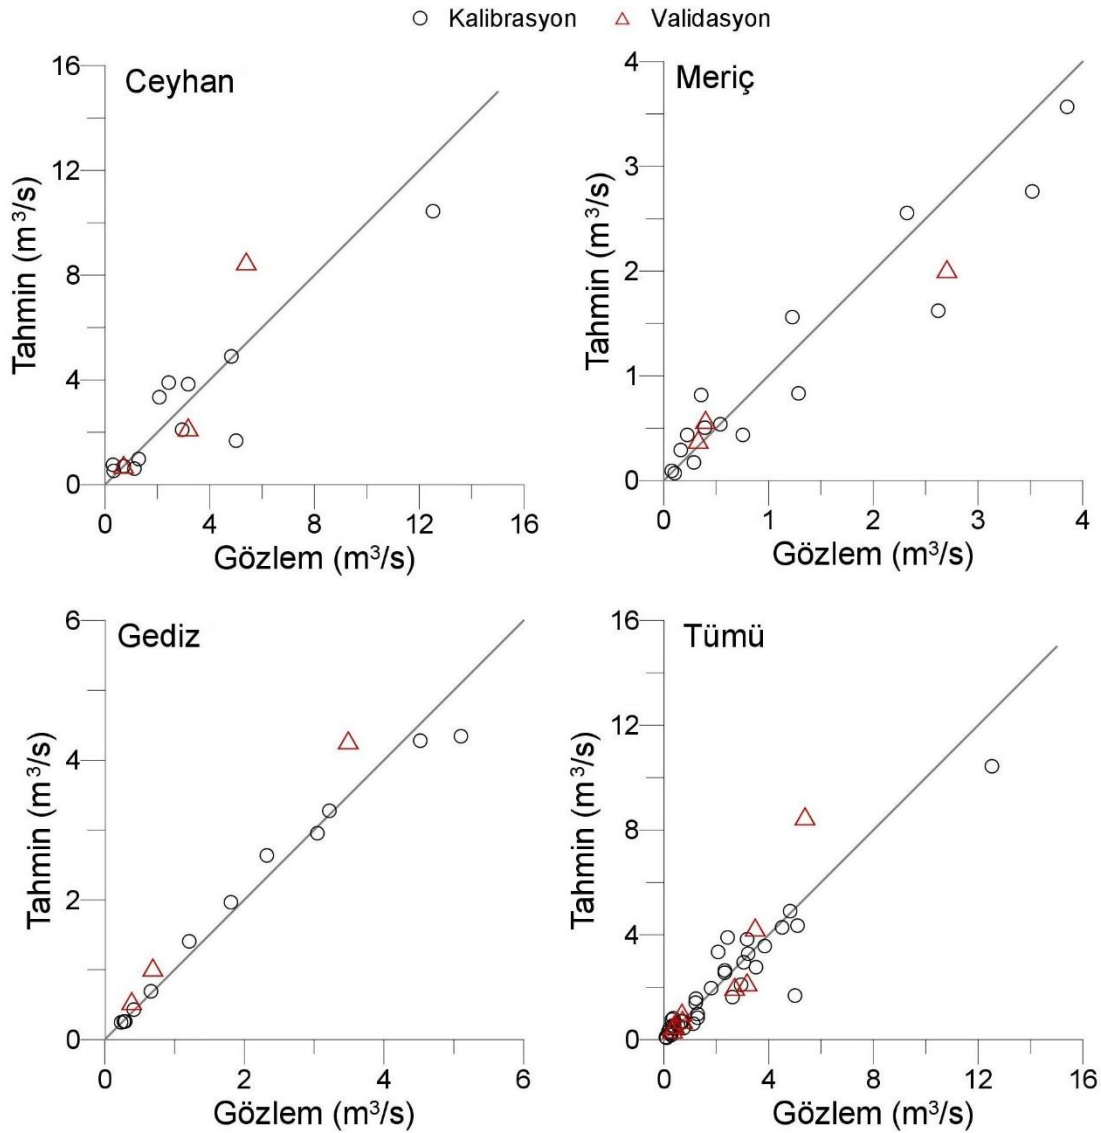 Kalibrasyon Validasyon
Ceyhan
16
12
8
4
0
Tahmin (m³/s)
0 4 8 12 16
Gözlem (m³/s)
Meriç
4
3
2
1
0
Tahmin (m³/s)
0 1 2 3 4
Gözlem (m³/s)
Gediz
6
4
2
0
Tahmin (m³/s)
0 2 4 6
Gözlem (m³/s)
Tümü
16
12
8
4
0
Tahmin (m³/s)
0 4 8 12 16
Gözlem (m³/s)